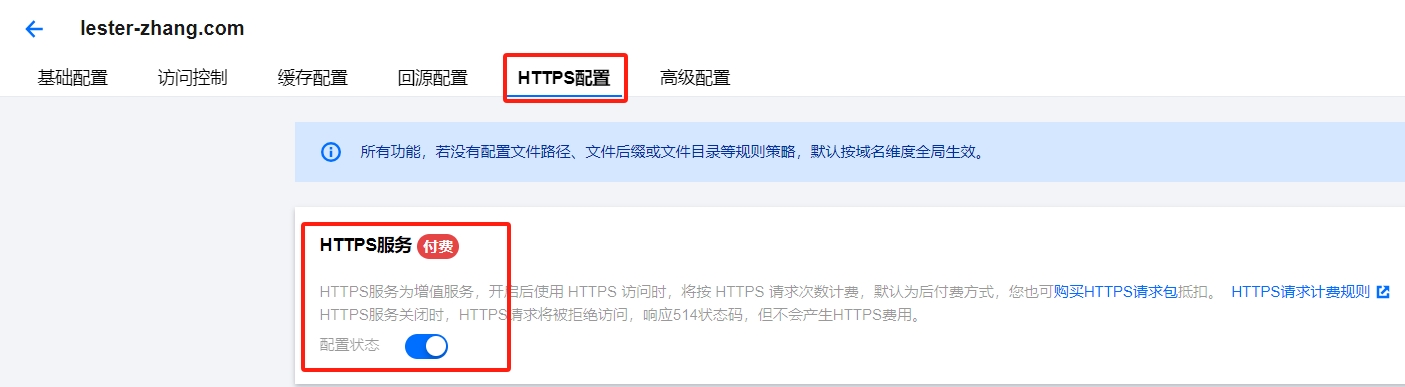 lester-zhang.com
基础配置 访问控制 缓存配置 回源配置 HTTPS配置 高级配置
所有功能，若没有配置文件路径、文件后缀或文件目录等规则策略，默认按域名维度全局生效。
HTTPS服务 付费
HTTPS服务为增值服务，开启后使用 HTTPS 访问时，将按 HTTPS 请求次数计费，默认为后付费方式，您也可购买HTTPS请求包抵扣。 HTTPS请求计费规则
HTTPS服务关闭时，HTTPS请求将被拒绝访问，响应514状态码，但不会产生HTTPS费用。
配置状态